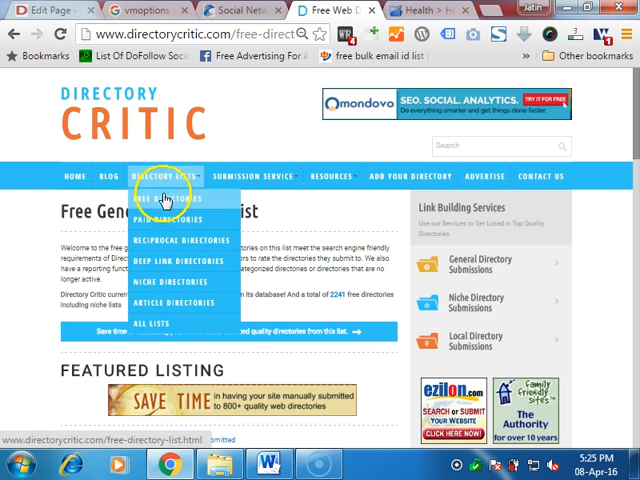 Edit Page -
vmoptions
Social Netw
Free Web D
Health > He
Jatin
www.directorycritic.com/free-direct
Bookmarks
List Of DoFollow Soc
Free Advertising For
free bulk email id list |
Other bookmarks
DIRECTORY
CRITIC
mondovo
SEO. SOCIAL. ANALYTICS.
TRY IT FOR FREE
Do everything smarter and get things done faster.
Search
HOME
BLOG
DIRECTORY LISTS
SUBMISSION SERVICE
RESOURCES
ADD YOUR DIRECTORY
ADVERTISE
CONTACT US
FREE DIRECTORIES
PAID DIRECTORIES
RECIPROCAL DIRECTORIES
DEEP LINK DIRECTORIES
NICHE DIRECTORIES
ARTICLE DIRECTORIES
ALL LISTS
Free Gen
List
Welcome to the free g
ories on this list meet the search engine friendly
requirements of Direct
ors to rate the directories they submit to. We also
have a reporting functi
egorized directories or directories that are no
longer active.
Directory Critic curren
n its database! And a total of 2241 free directories
including niche lists
Save time
ed quality directories from this list.
FEATURED LISTING
SAVE TIME
in having your site manually submitted
to 800+ quality web directories
Link Building Services
Use our Services to Get Listed in Top Quality
Directories
General Directory
Submissions
Niche Directory
Submissions
Local Directory
Submissions
ezilon.com
SEARCH or SUBMIT
Your Website
CLICK HERE NOW!
family
friendly
sites
The
Authority
for over 10 years
www.directorycritic.com/free-directory-list.html
5:25 PM
08-Apr-16